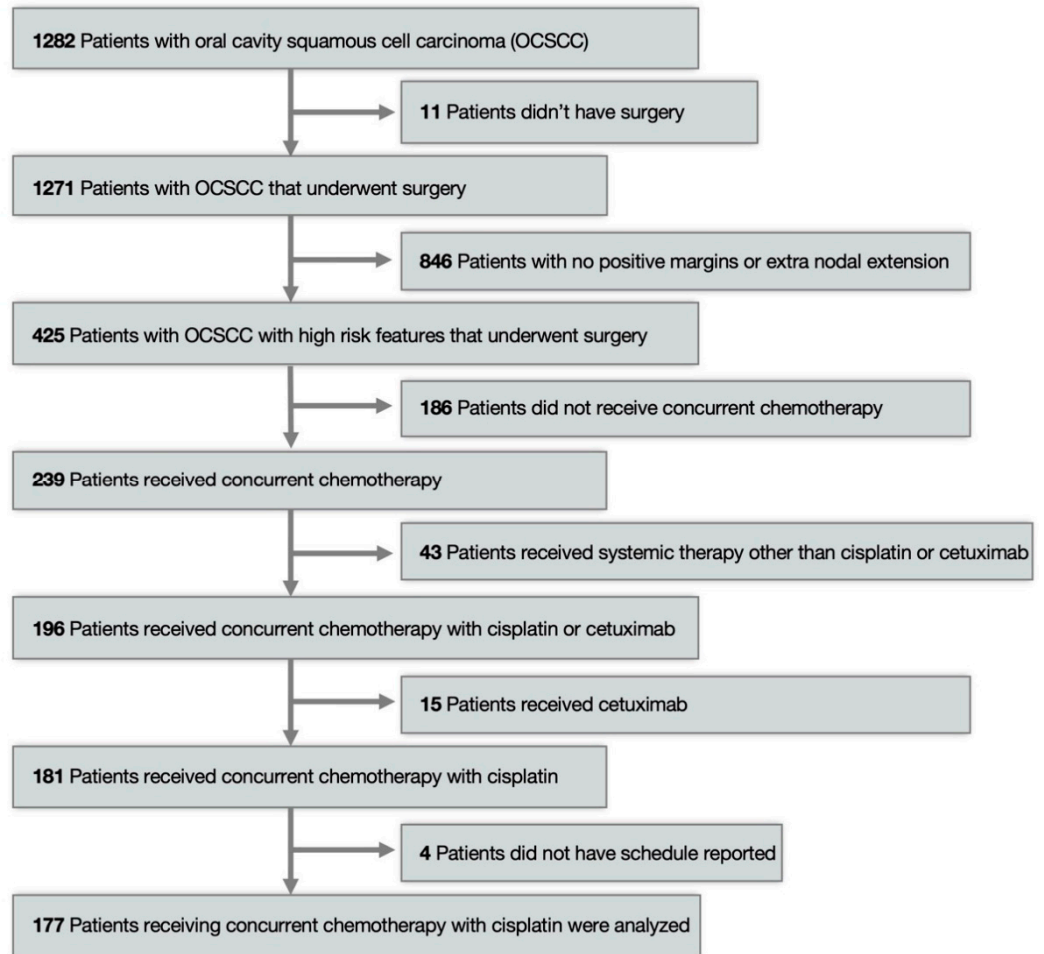 1282 Patients with oral cavity squamous cell carcinoma (OCSCC)
11 Patients didn't have surgery
1271 Patients with OCSCC that underwent surgery
846 Patients with no positive margins or extra nodal extension
425 Patients with OCSCC with high risk features that underwent surgery
186 Patients did not receive concurrent chemotherapy
239 Patients received concurrent chemotherapy
43 Patients received systemic therapy other than cisplatin or cetuximab
196 Patients received concurrent chemotherapy with cisplatin or cetuximab
15 Patients received cetuximab
181 Patients received concurrent chemotherapy with cisplatin
4 Patients did not have schedule reported
177 Patients receiving concurrent chemotherapy with cisplatin were analyzed